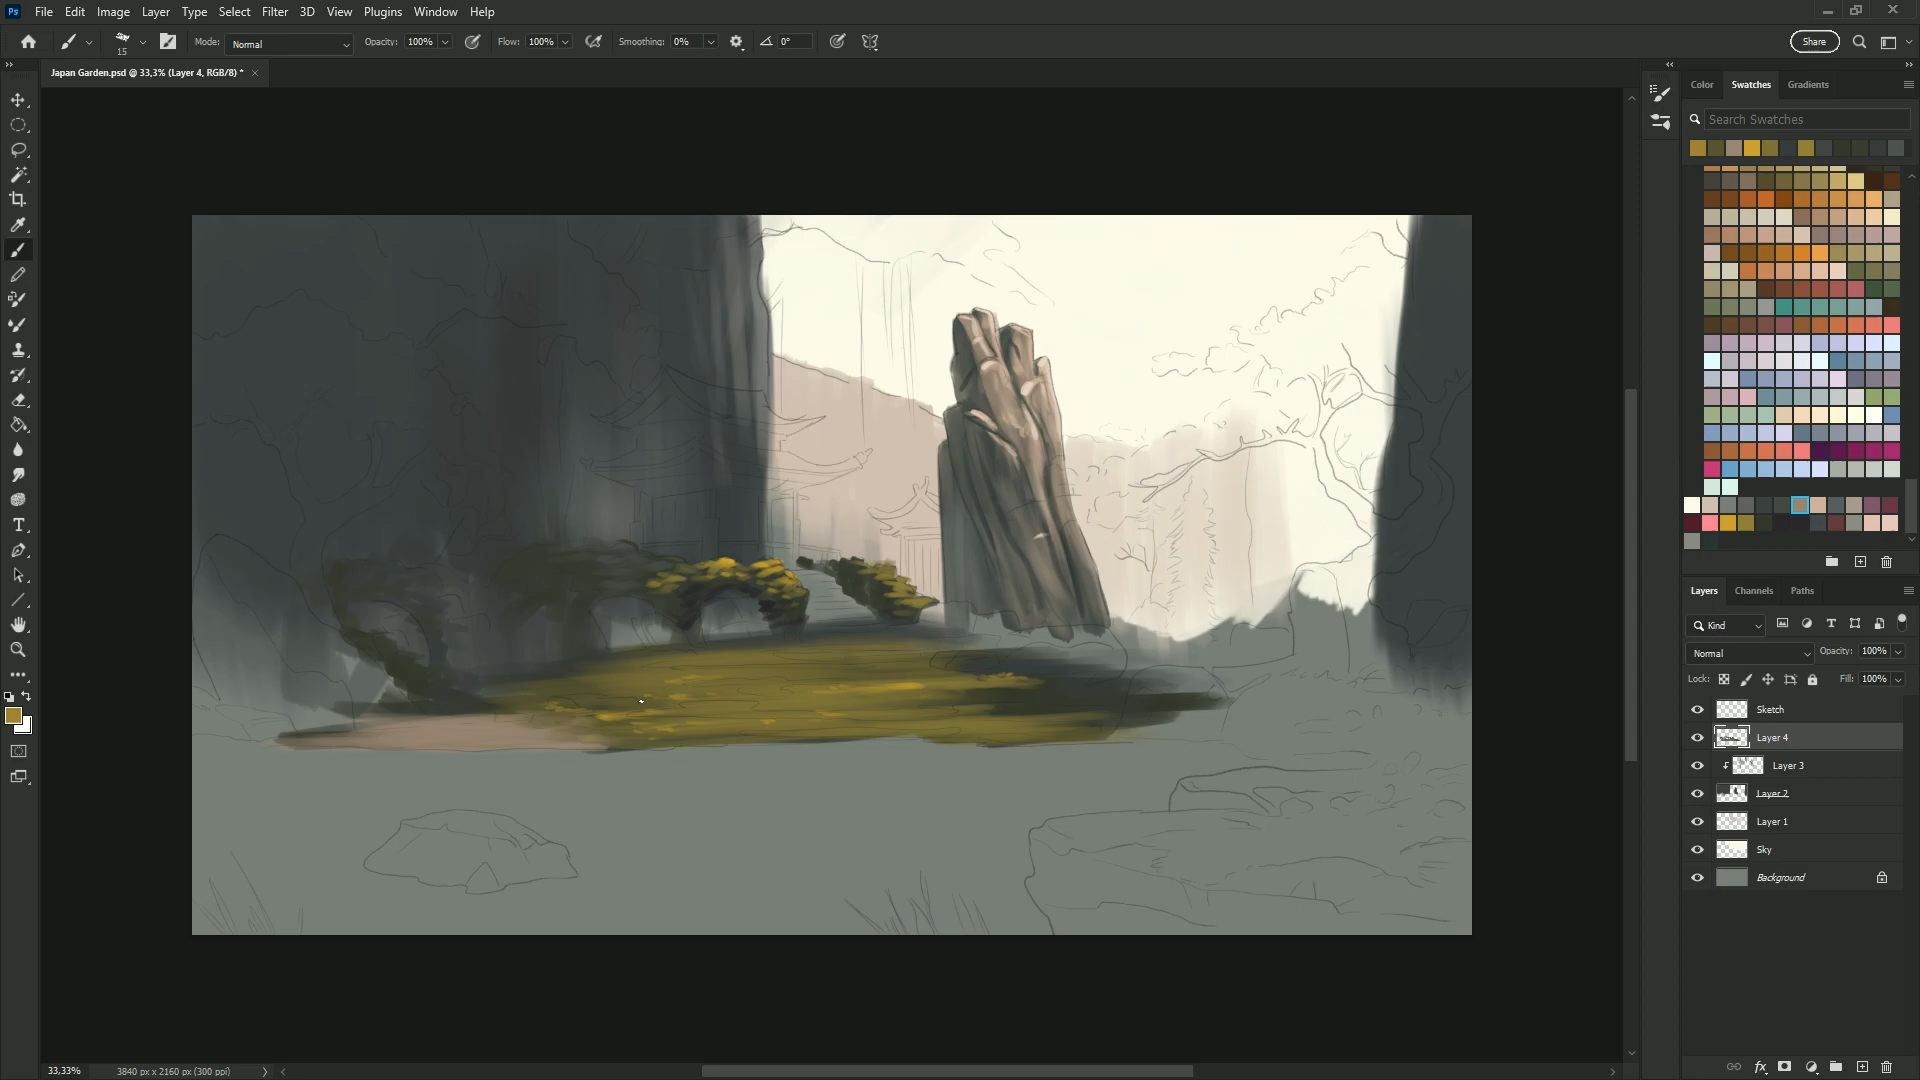 Ps File Edit Image Layer Type Select Filter 3D View Plugins Window Help
15 Mode: Normal Opacity: 100% Flow: 100% Smoothing: 0% 0° Share
Japan Garden.psd @ 33,3% (Layer 4, RGB/8) *
Color Swatches Gradients
Search Swatches
Layers Channels Paths
Kind
Normal Opacity: 100%
Lock: Fill: 100%
Sketch
Layer 4
Layer 3
Layer 2
Layer 1
Sky
Background
fx
33,33% 3840 px x 2160 px (300 ppi)